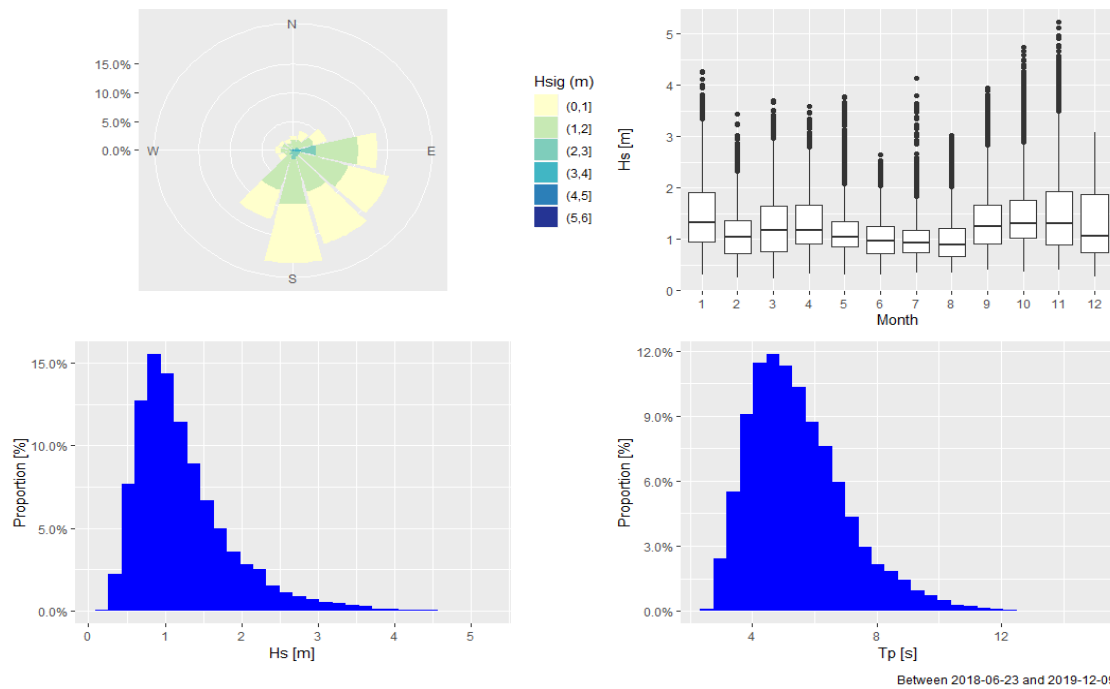 N
15.0%
10.0%
5.0%
0.0%
W
E
S
Hsig (m)
(0,1]
(1,2]
(2,3]
(3,4]
(4,5]
(5,6]
5
4
3
2
1
0
Hs [m]
1 2 3 4 5 6 7 8 9 10 11 12
Month
15.0%
10.0%
5.0%
0.0%
Proportion [%]
0 1 2 3 4 5
Hs [m]
12.0%
9.0%
6.0%
3.0%
0.0%
Proportion [%]
4 8 12
Tp [s]
Between 2018-06-23 and 2019-12-09